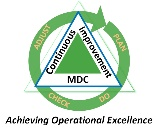 ADJUST
PLAN
Continuous
Improvement
MDC
CHECK
DO
Achieving Operational Excellence